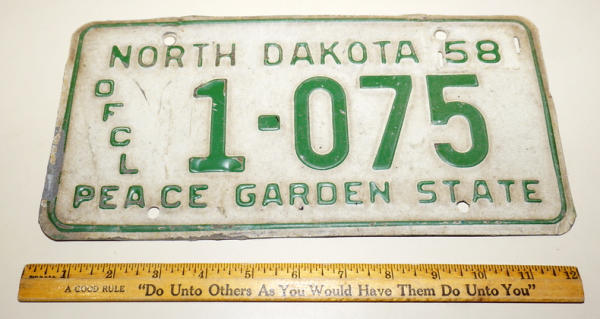 NORTH DAKOTA 58
OFCL
1-075
PEACE GARDEN STATE
1 2 3 4 5 6 7 8 9 10 11 12
A GOOD RULE "Do Unto Others As You Would Have Them Do Unto You"